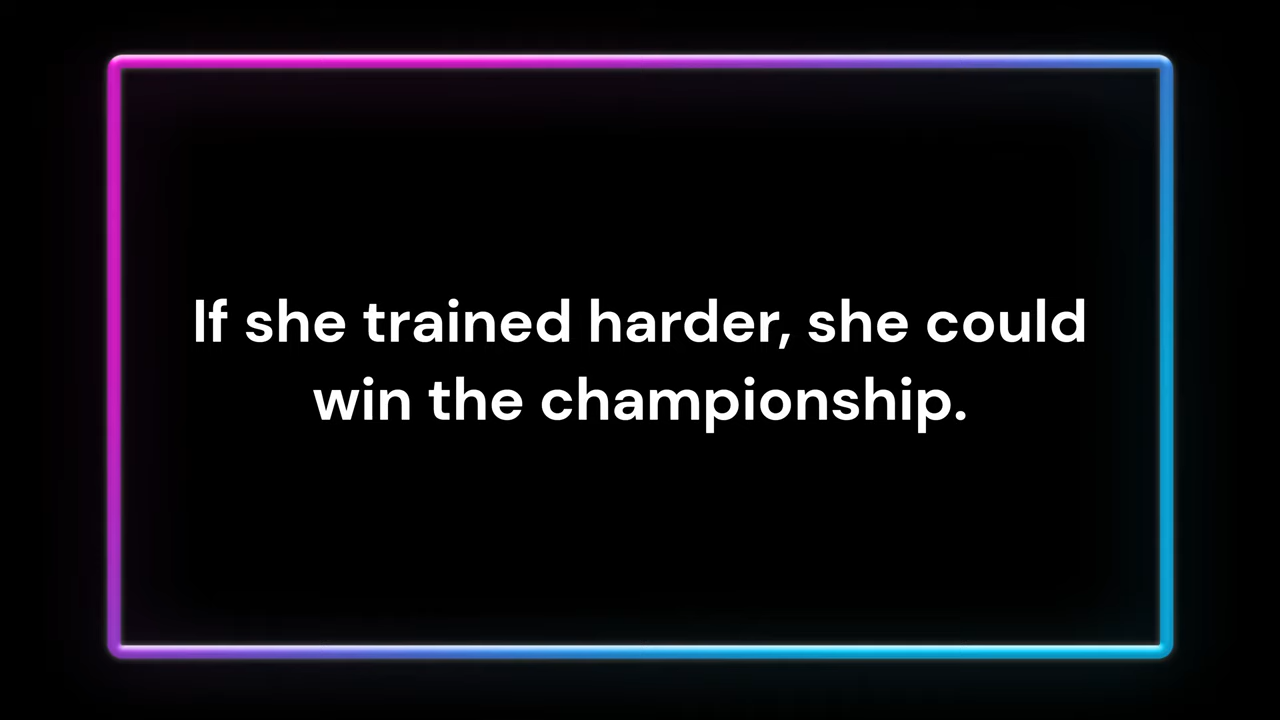 If she trained harder, she could
win the championship.